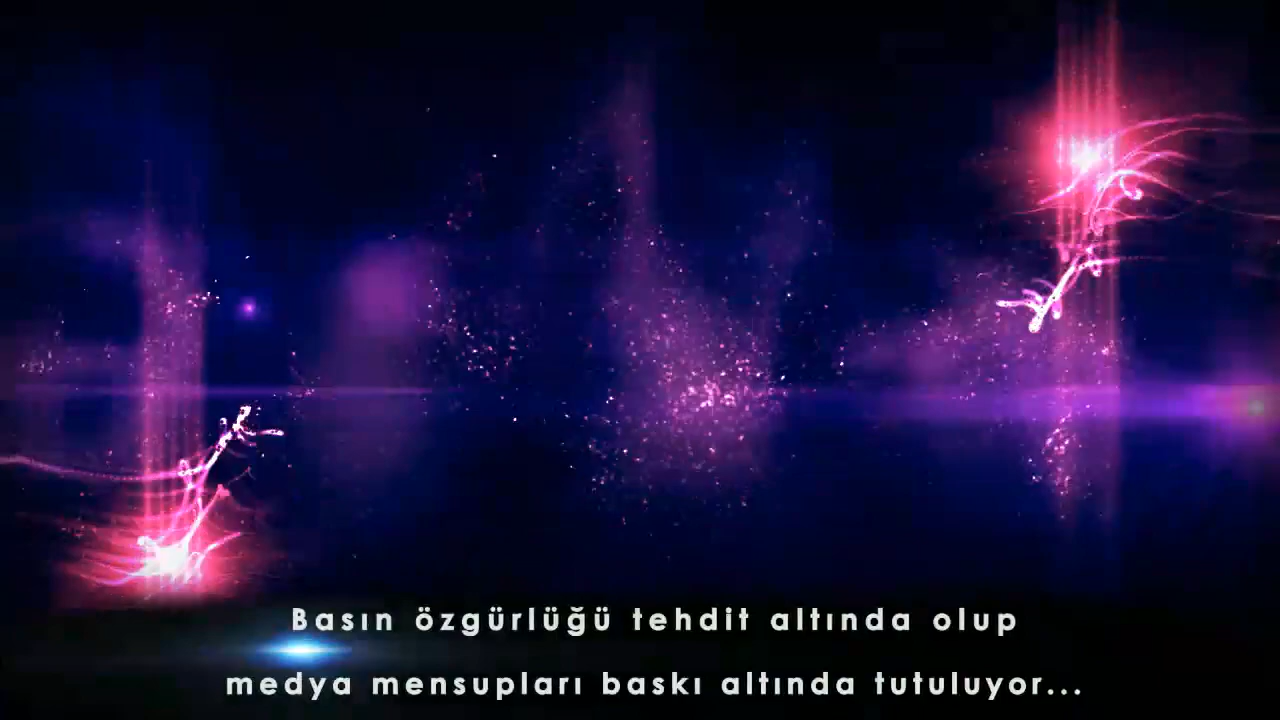 Basın özgürlüğü tehdit altında olup
medya mensupları baskı altında tutuluyor...